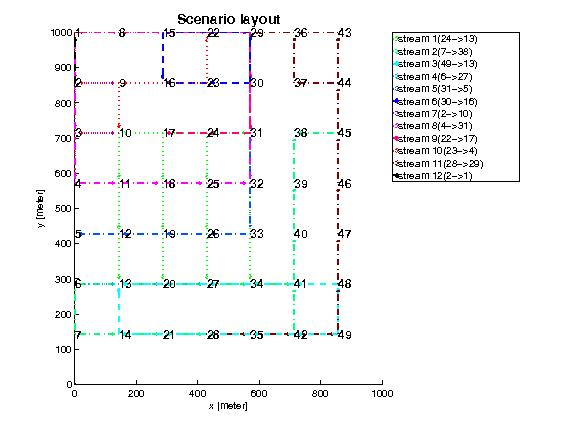 Scenario layout
1000
900
800
700
600
500
400
300
200
100
0
y [Meter]
1 8 15 22 29 36 43
2 9 16 23 30 37 44
3 10 17 24 31 38 45
4 11 18 25 32 39 46
5 12 19 26 33 40 47
6 13 20 27 34 41 48
7 14 21 28 35 42 49
0 200 400 600 800 1000
x [Meter]
stream 1(24->13)
stream 2(7->38)
stream 3(49->13)
stream 4(6->27)
stream 5(31->5)
stream 6(30->16)
stream 7(2->10)
stream 8(4->31)
stream 9(22->17)
stream 10(23->4)
stream 11(28->29)
stream 12(2->1)